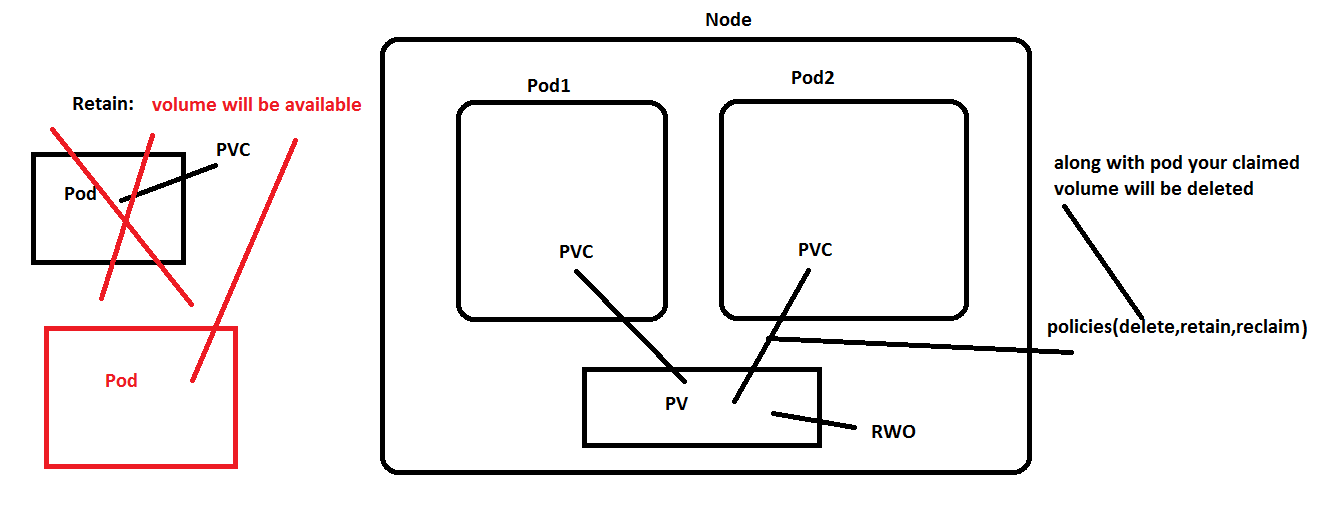 Node
Pod1
Pod2
Retain: volume will be available
PVC
Pod
along with pod your claimed
volume will be deleted
PVC
PVC
policies(delete,retain,reclaim)
Pod
PV
RWO